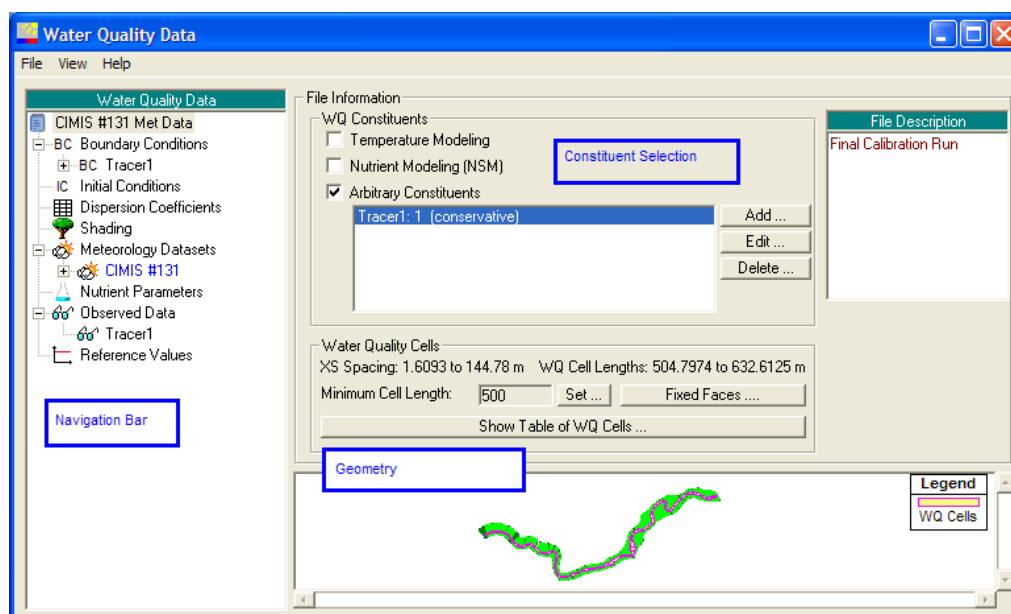 Water Quality Data
File View Help
Water Quality Data
CIMIS #131 Met Data
BC Boundary Conditions
BC Tracer1
IC Initial Conditions
Dispersion Coefficients
Shading
Meteorology Datasets
CIMIS #131
Nutrient Parameters
Observed Data
Tracer1
Reference Values
Navigation Bar
File Information
WQ Constituents
Temperature Modeling
Nutrient Modeling (NSM)
Arbitrary Constituents
Constituent Selection
Tracer1: 1 (conservative)
Add ...
Edit ...
Delete ...
Water Quality Cells
XS Spacing: 1.6093 to 144.78 m WQ Cell Lengths: 504.7974 to 632.6125 m
Minimum Cell Length: 500 Set ... Fixed Faces ....
Show Table of WQ Cells ...
File Description
Final Calibration Run
Geometry
Legend
WQ Cells